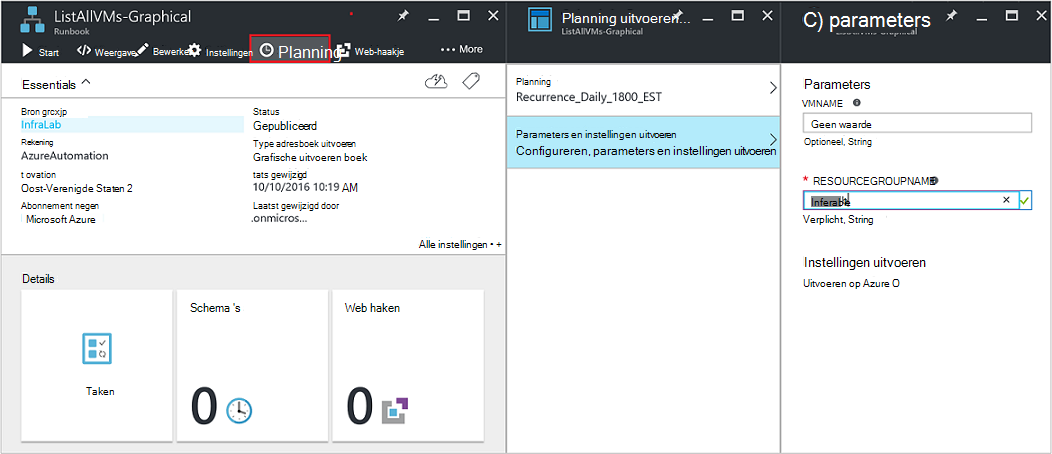 ListAllVMs-Graphical
Runbook
Start
Weergave
Bewerken
Instellingen
Planning
Web-haakje
More
Essentials
Bron grcxjp
InfraLab
Rekening
AzureAutomation
t ovation
Oost-Verenigde Staten 2
Abonnement negen
Microsoft Azure
Status
Gepubliceerd
Type adresboek uitvoeren
Grafische uitvoeren boek
tats gewijzigd
10/10/2016 10:19 AM
Laatst gewijzigd door
.onmicros...
Alle instellingen • +
Details
Taken
Schema 's
0
Web haken
0
Planning uitvoeren...
ListAllVMs-Graphical
Planning
Recurrence_Daily_1800_EST
Parameters en instellingen uitvoeren
Configureren, parameters en instellingen uitvoeren
C) parameters
ListAllVMs-Graphical
Parameters
VMNAME
Geen waarde
Optioneel, String
* RESOURCEGROUPNAME
Verplicht, String
Instellingen uitvoeren
Uitvoeren op Azure O